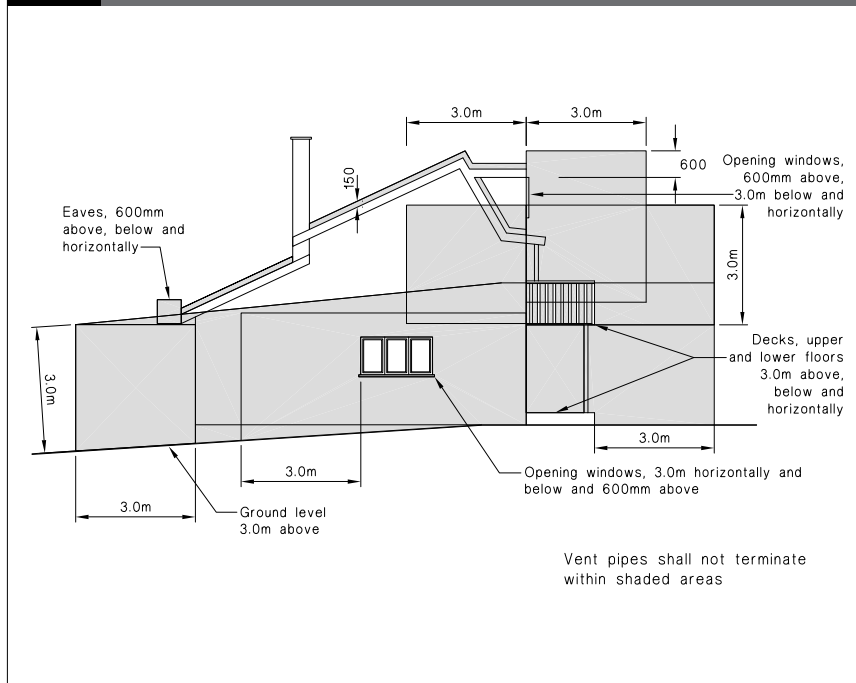 3.0m
3.0m
600
Opening windows,
600mm above,
3.0m below and
horizontally
150
Eaves, 600mm
above, below and
horizontally
3.0m
3.0m
Decks, upper
and lower floors
3.0m above,
below and
horizontally
3.0m
3.0m
Opening windows, 3.0m horizontally and
below and 600mm above
3.0m
Ground level
3.0m above
Vent pipes shall not terminate
within shaded areas